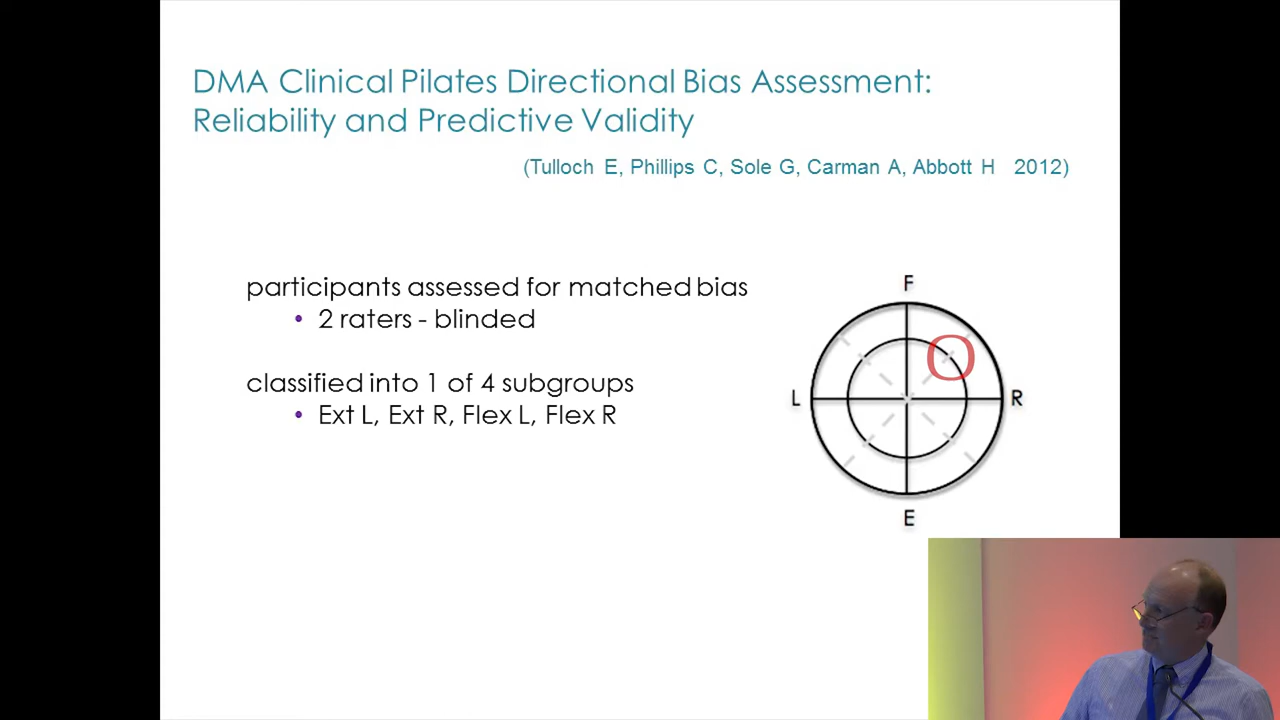 DMA Clinical Pilates Directional Bias Assessment:
Reliability and Predictive Validity
(Tulloch E, Phillips C, Sole G, Carman A, Abbott H 2012)
participants assessed for matched bias
• 2 raters - blinded
classified into 1 of 4 subgroups
• Ext L, Ext R, Flex L, Flex R
F
O
L
R
E